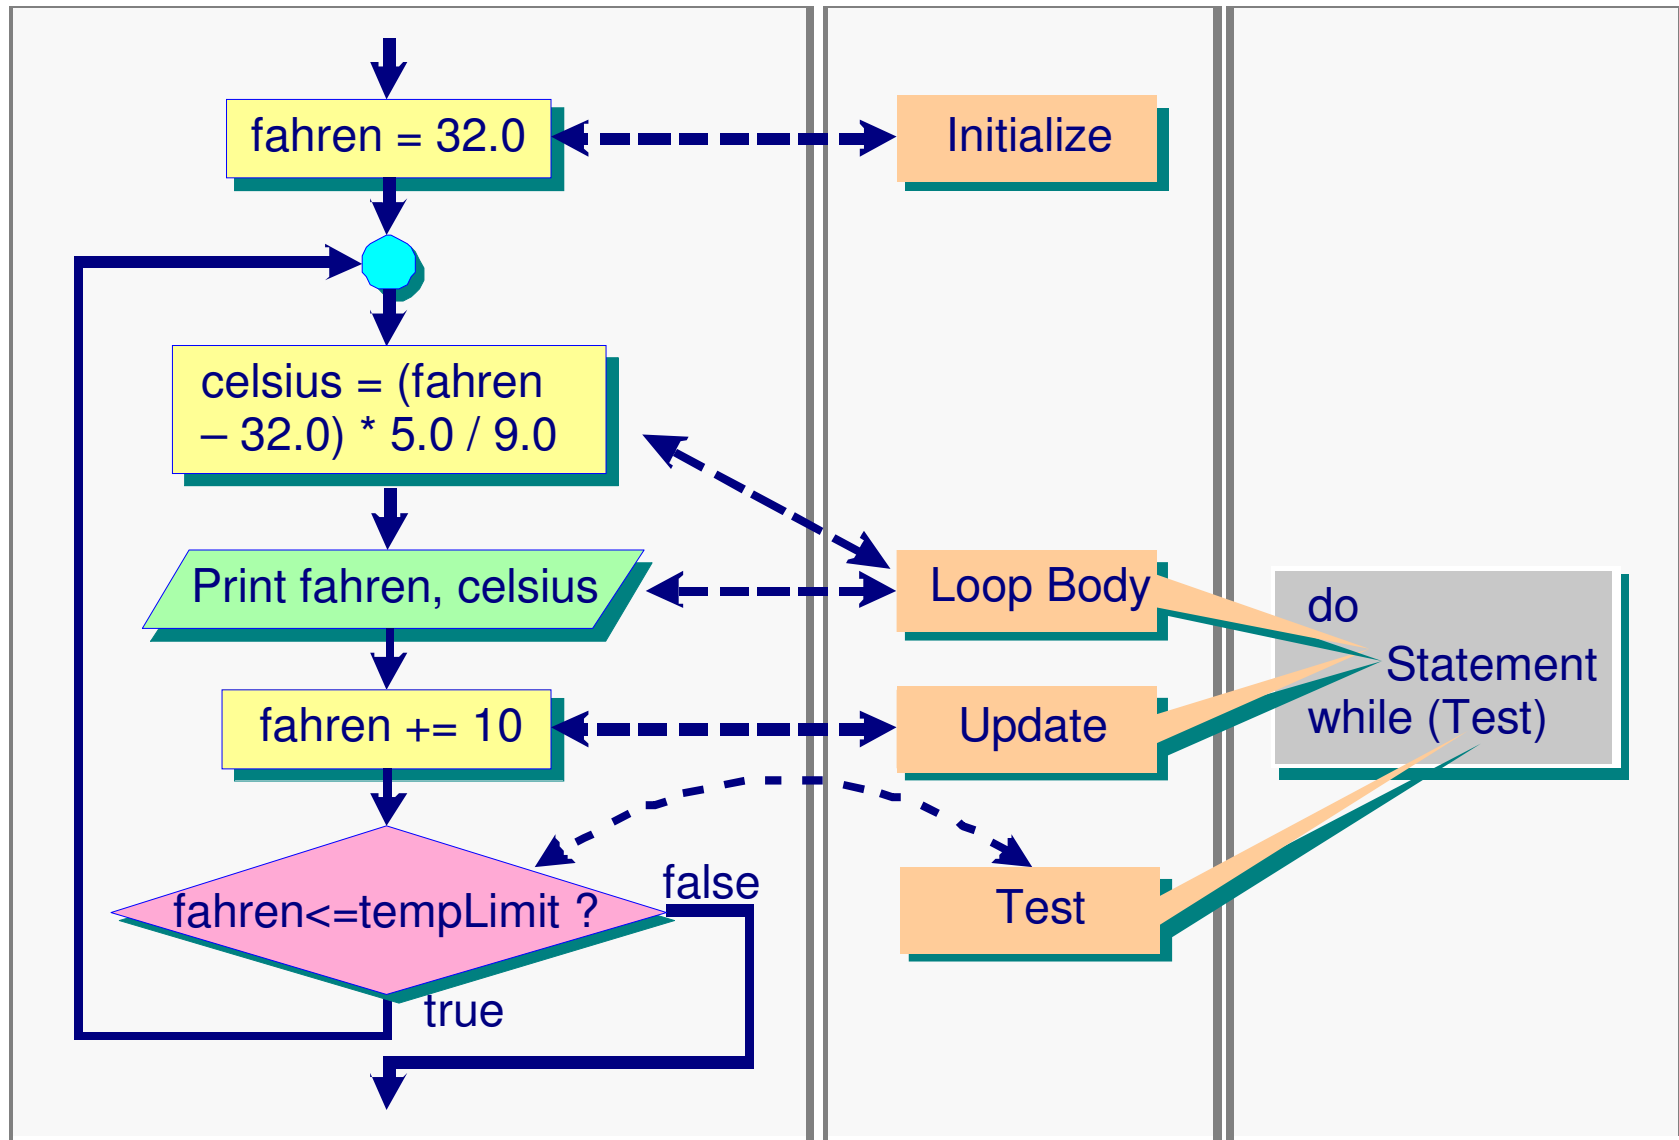 fahren = 32.0
Initialize
celsius = (fahren
– 32.0) * 5.0 / 9.0
Print fahren, celsius
Loop Body
do
Statement
while (Test)
fahren += 10
Update
fahren<=tempLimit ?
false
true
Test